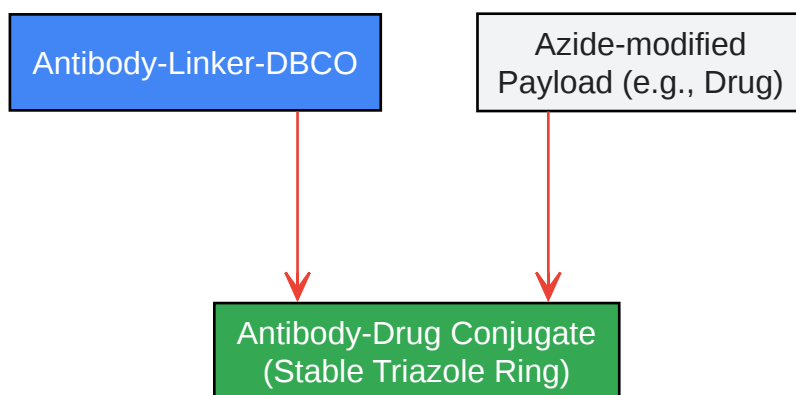 Antibody-Linker-DBCO
Azide-modified
Payload (e.g., Drug)
Antibody-Drug Conjugate
(Stable Triazole Ring)